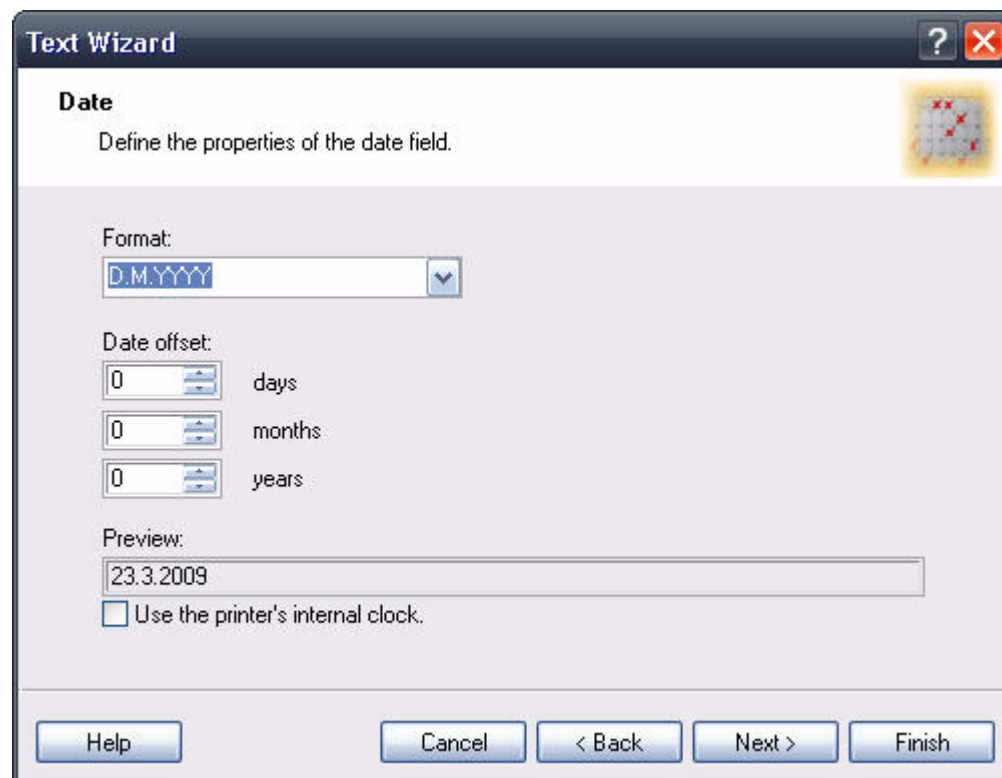 Text Wizard
Date
Define the properties of the date field.
Format:
D.M.YYYY
Date offset:
0 days
0 months
0 years
Preview:
23.3.2009
Use the printer's internal clock.
Help Cancel < Back Next > Finish